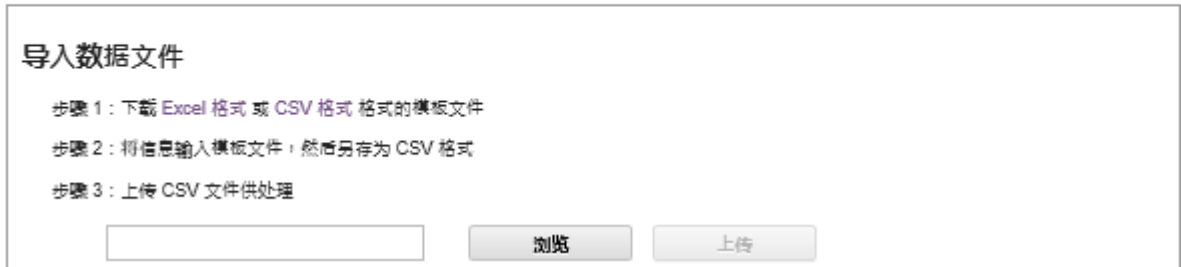 导入数据文件
步骤 1：下载 Excel 格式 或 CSV 格式 格式的模板文件
步骤 2：将信息输入模板文件，然后另存为 CSV 格式
步骤 3：上传 CSV 文件供处理
浏览 上传